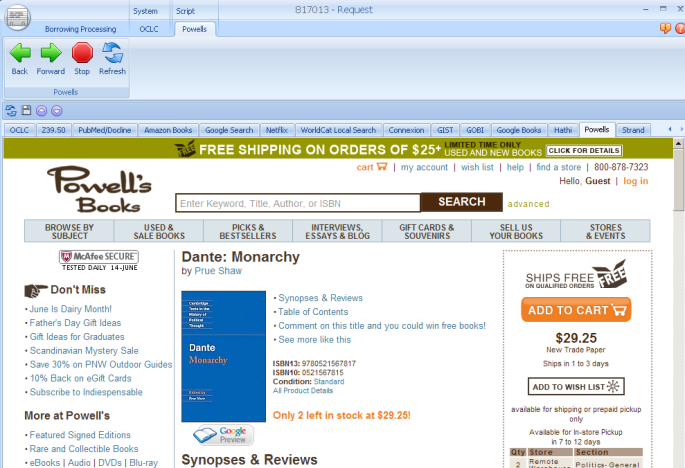 System Script 817013 - Request
Borrowing Processing OCLC Powells
Back Forward Stop Refresh
Powells
OCLC Z39.50 PubMed/Docline Amazon Books Google Search Netflix WorldCat Local Search Connexion GIST GOBI Google Books Hathi Powells Strand
FREE FREE SHIPPING ON ORDERS OF $25+ LIMITED TIME ONLY
USED AND NEW BOOKS CLICK FOR DETAILS
cart | my account | wish list | help | find a store | 800-878-7323
Hello, Guest | log in
Powell's
Books
Enter Keyword, Title, Author, or ISBN SEARCH advanced
BROWSE BY
SUBJECT
USED &
SALE BOOKS
PICKS &
BESTSELLERS
INTERVIEWS,
ESSAYS & BLOG
GIFT CARDS &
SOUVENIRS
SELL US
YOUR BOOKS
STORES
& EVENTS
McAfee SECURE
TESTED DAILY 14-JUNE
Don't Miss
• June Is Dairy Month!
• Father's Day Gift Ideas
• Gift Ideas for Graduates
• Scandinavian Mystery Sale
• Save 30% on PNW Outdoor Guides
• 10% Back on eGift Cards
• Subscribe to Indiespensable
More at Powell's
• Featured Signed Editions
• Rare and Collectible Books
• eBooks | Audio | DVDs | Blu-ray
Dante: Monarchy
by Prue Shaw
Cambridge
Texts in the
History of
Political
Thought
Dante
Monarchy
Edited by
Prue Shaw
Google
Preview
• Synopses & Reviews
• Table of Contents
• Comment on this title and you could win free books!
• See more like this
ISBN13: 9780521567817
ISBN10: 0521567815
Condition: Standard
All Product Details
Only 2 left in stock at $29.25!
Synopses & Reviews
SHIPS FREE
ON QUALIFIED ORDERS
FREE
ADD TO CART
$29.25
New Trade Paper
Ships in 1 to 3 days
ADD TO WISH LIST
available for shipping or prepaid pickup
only
Available for In-store Pickup
in 7 to 12 days
Qty Store Section
2 Remote Politics- General
Warehouse